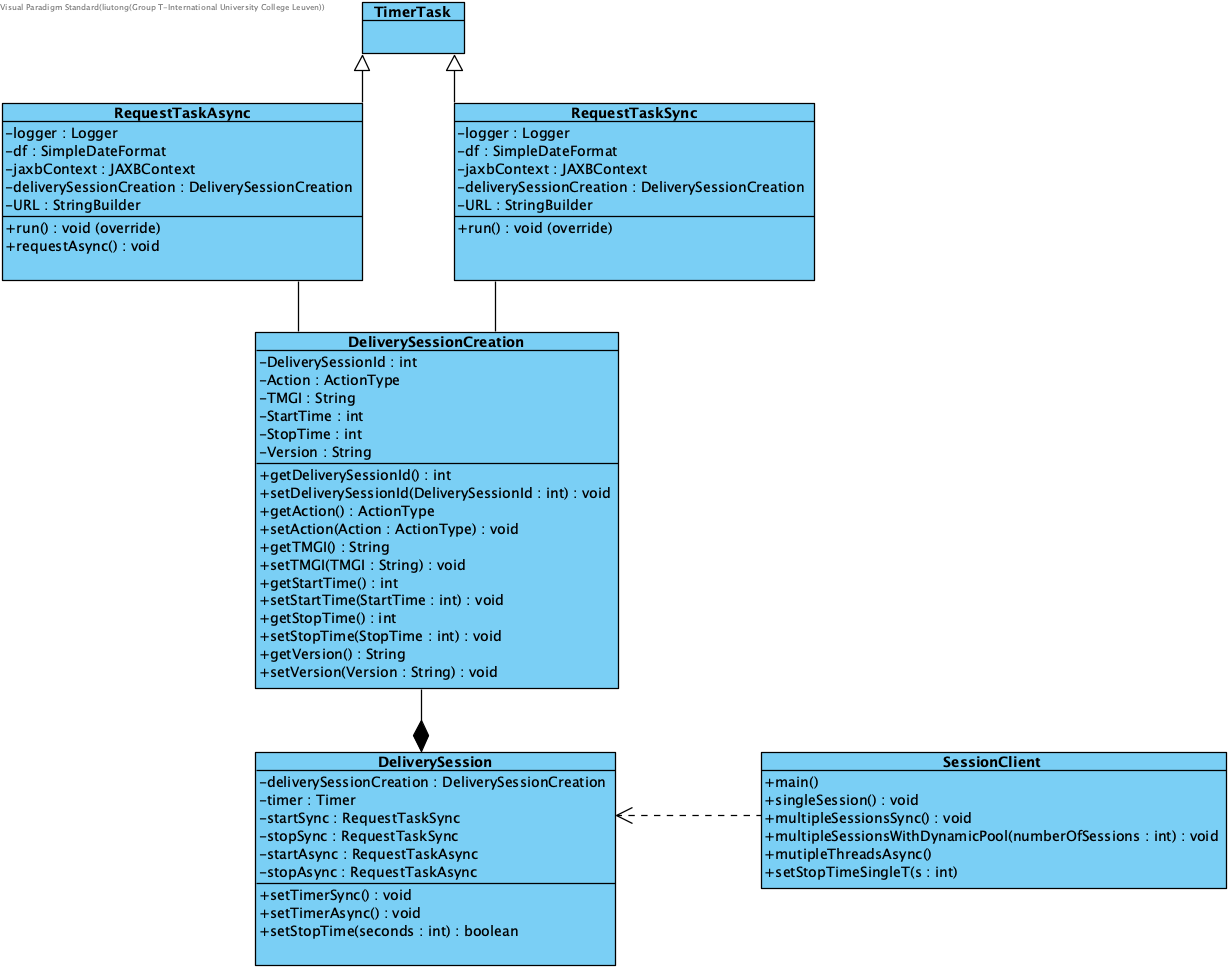 Visual Paradigm Standard(liutong(Group T-International University College Leuven))
TimerTask
RequestTaskAsync
-logger : Logger
-df : SimpleDateFormat
-jaxbContext : JAXBContext
-deliverySessionCreation : DeliverySessionCreation
-URL : StringBuilder
+run() : void (override)
+requestAsync() : void
RequestTaskSync
-logger : Logger
-df : SimpleDateFormat
-jaxbContext : JAXBContext
-deliverySessionCreation : DeliverySessionCreation
-URL : StringBuilder
+run() : void (override)
DeliverySessionCreation
-DeliverySessionId : int
-Action : ActionType
-TMGI : String
-StartTime : int
-StopTime : int
-Version : String
+getDeliverySessionId() : int
+setDeliverySessionId(DeliverySessionId : int) : void
+getAction() : ActionType
+setAction(Action : ActionType) : void
+getTMGI() : String
+setTMGI(TMGI : String) : void
+getStartTime() : int
+setStartTime(StartTime : int) : void
+getStopTime() : int
+setStopTime(StopTime : int) : void
+getVersion() : String
+setVersion(Version : String) : void
DeliverySession
-deliverySessionCreation : DeliverySessionCreation
-timer : Timer
-startSync : RequestTaskSync
-stopSync : RequestTaskSync
-startAsync : RequestTaskAsync
-stopAsync : RequestTaskAsync
+setTimerSync() : void
+setTimerAsync() : void
+setStopTime(seconds : int) : boolean
SessionClient
+main()
+singleSession() : void
+multipleSessionsSync() : void
+multipleSessionsWithDynamicPool(numberOfSessions : int) : void
+mutipleThreadsAsync()
+setStopTimeSingleT(s : int)